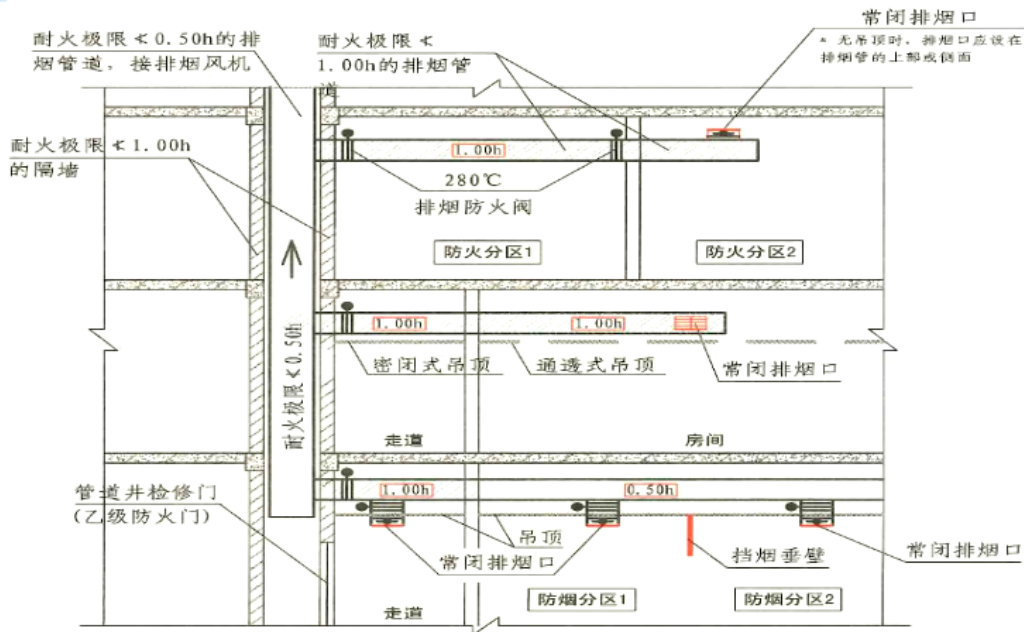 常闭排烟口
* 无吊顶时，排烟口应设在
排烟管的上部或侧面
耐火极限≮0.50h的排
烟管道，接排烟风机
耐火极限≮
1.00h的排烟管
道
耐火极限≮1.00h
的隔墙
1.00h
280℃
排烟防火阀
防火分区1
防火分区2
1.00h
1.00h
密闭式吊顶
通透式吊顶
常闭排烟口
耐火极限≮0.50h
走道
房间
管道井检修门
(乙级防火门)
1.00h
0.50h
吊顶
常闭排烟口
挡烟垂壁
常闭排烟口
防烟分区1
防烟分区2
走道